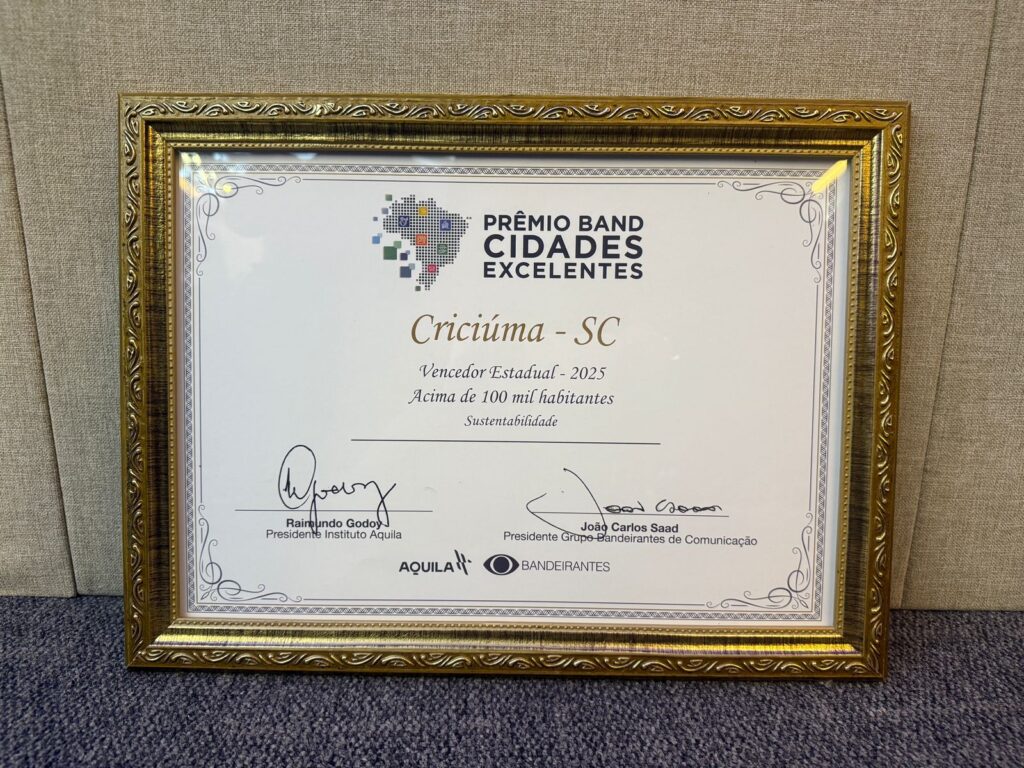 PRÊMIO BAND
CIDADES
EXCELENTES
Criciúma - SC
Vencedor Estadual - 2025
Acima de 100 mil habitantes
Sustentabilidade
Raimundo Godoy
Presidente Instituto Aquila
João Carlos Saad
Presidente Grupo Bandeirantes de Comunicação
AQUILA
BANDEIRANTES